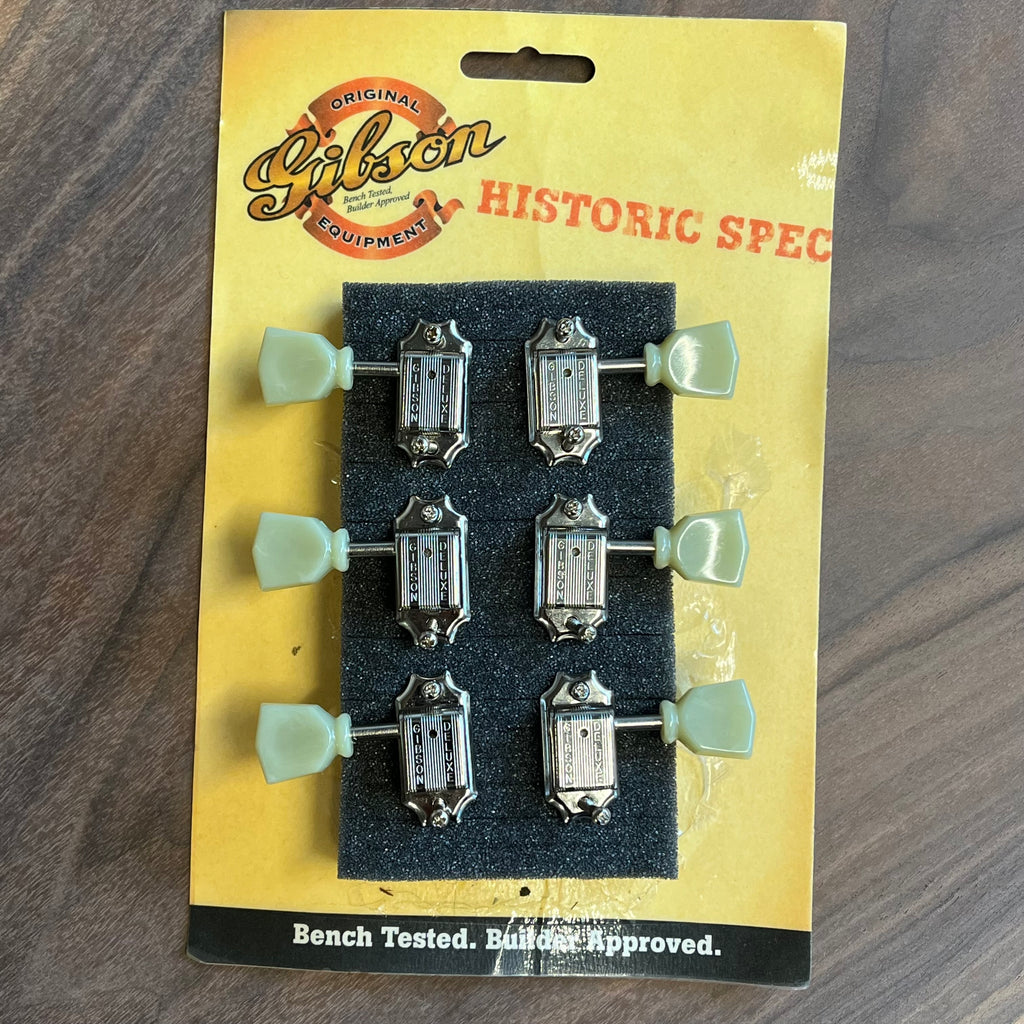 ORIGINAL
Gibson
Bench Tested,
Builder Approved
EQUIPMENT
HISTORIC SPEC
GIBSON DELUXE
GIBSON DELUXE
GIBSON DELUXE
GIBSON DELUXE
GIBSON DELUXE
GIBSON DELUXE
Bench Tested. Builder Approved.